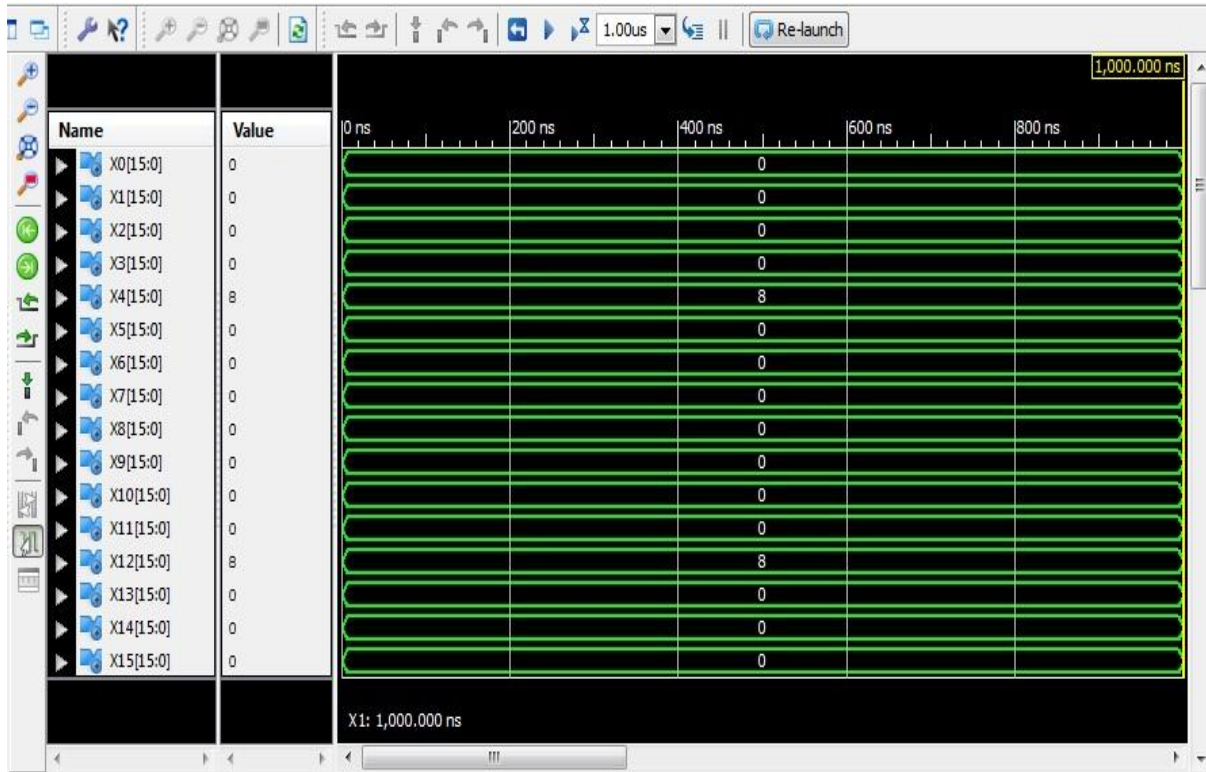 1.00us Re-launch
1,000.000 ns
Name Value 0 ns 200 ns 400 ns 600 ns 800 ns
X0[15:0] 0 0
X1[15:0] 0 0
X2[15:0] 0 0
X3[15:0] 0 0
X4[15:0] 8 8
X5[15:0] 0 0
X6[15:0] 0 0
X7[15:0] 0 0
X8[15:0] 0 0
X9[15:0] 0 0
X10[15:0] 0 0
X11[15:0] 0 0
X12[15:0] 8 8
X13[15:0] 0 0
X14[15:0] 0 0
X15[15:0] 0 0
X1: 1,000.000 ns